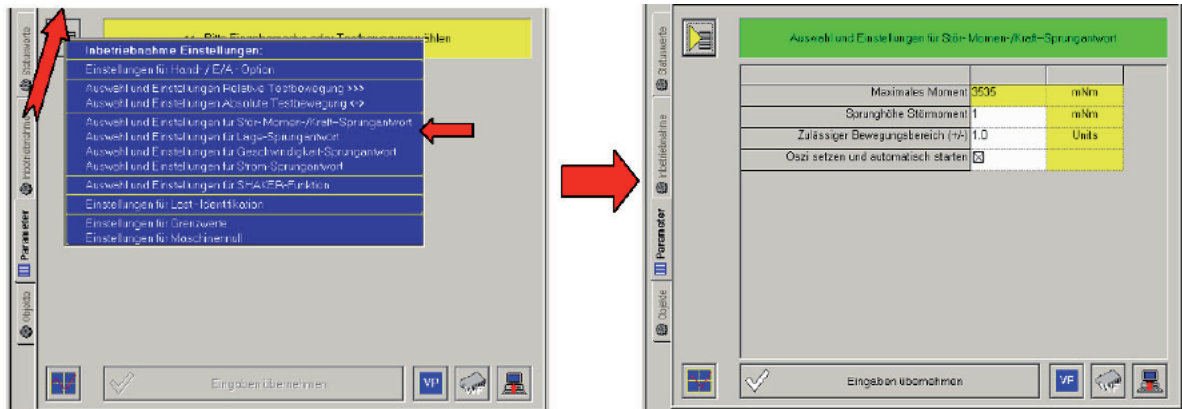 Bitte Eingabemodus oder Testbewegung wählen
Inbetriebnahme Einstellungen:
Einstellungen für Hand- / E/A - Option
Auswahl und Einstellungen Relative Testbewegung >>>
Auswahl und Einstellungen Absolute Testbewegung <->
Auswahl und Einstellungen für Stör-Momen-/Kraft-Sprungantwort
Auswahl und Einstellungen für Lage-Sprungantwort
Auswahl und Einstellungen für Geschwindigkeit-Sprungantwort
Auswahl und Einstellungen für Strom-Sprungantwort
Auswahl und Einstellungen für SHAKER-Funktion
Einstellungen für Last-Identifikation
Einstellungen für Grenzwerte
Einstellungen für Maschinennull
Statuswerte
Inbetriebnahme
Parameter
Objekte
Eingaben übernehmen
VP
Statuswerte
Inbetriebnahme
Parameter
Objekte
Auswahl und Einstellungen für Stör-Momen-/Kraft-Sprungantwort
Maximales Moment 3535 mNm
Sprunghöhe Störmoment 1 mNm
Zulässiger Bewegungsbereich (+/-) 1.0 Units
Oszi setzen und automatisch starten
Eingaben übernehmen
VP